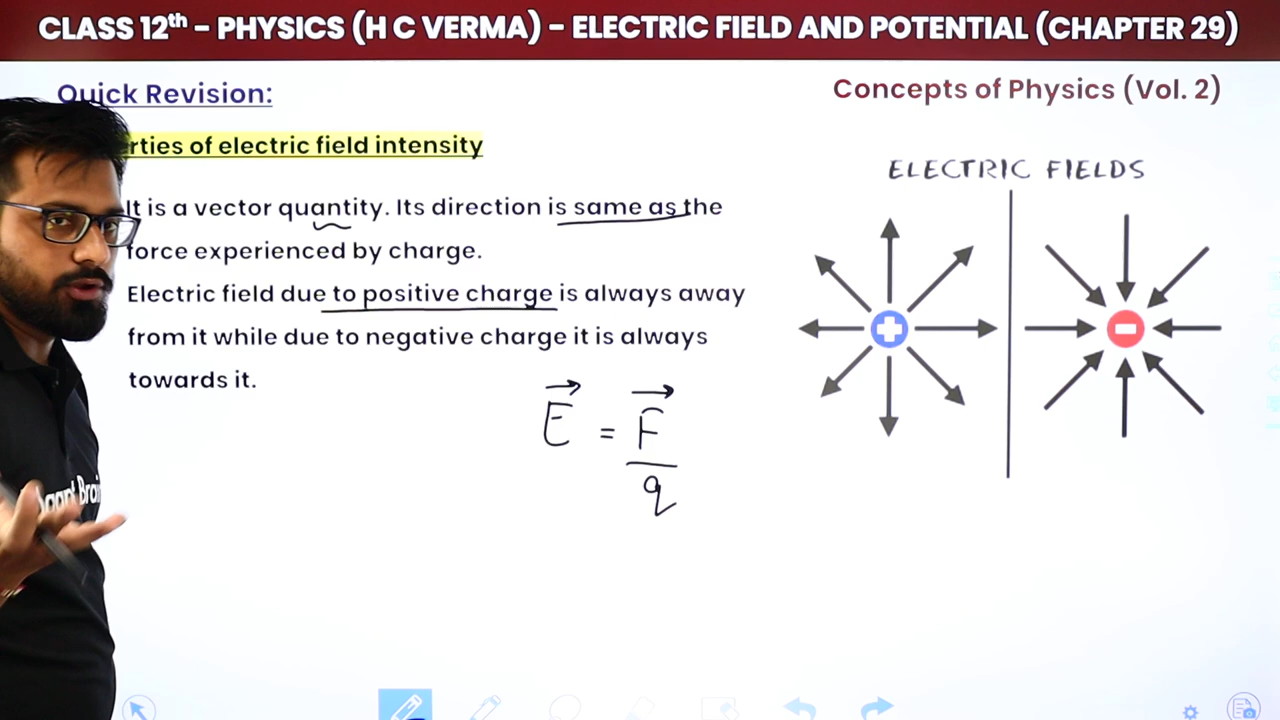 CLASS 12th – PHYSICS (H C VERMA) – ELECTRIC FIELD AND POTENTIAL (CHAPTER 29)
Quick Revision:
Concepts of Physics (Vol. 2)
rties of electric field intensity
ELECTRIC FIELDS
It is a vector quantity. Its direction is same as the
force experienced by charge.
Electric field due to positive charge is always away
from it while due to negative charge it is always
towards it.
E = F
q